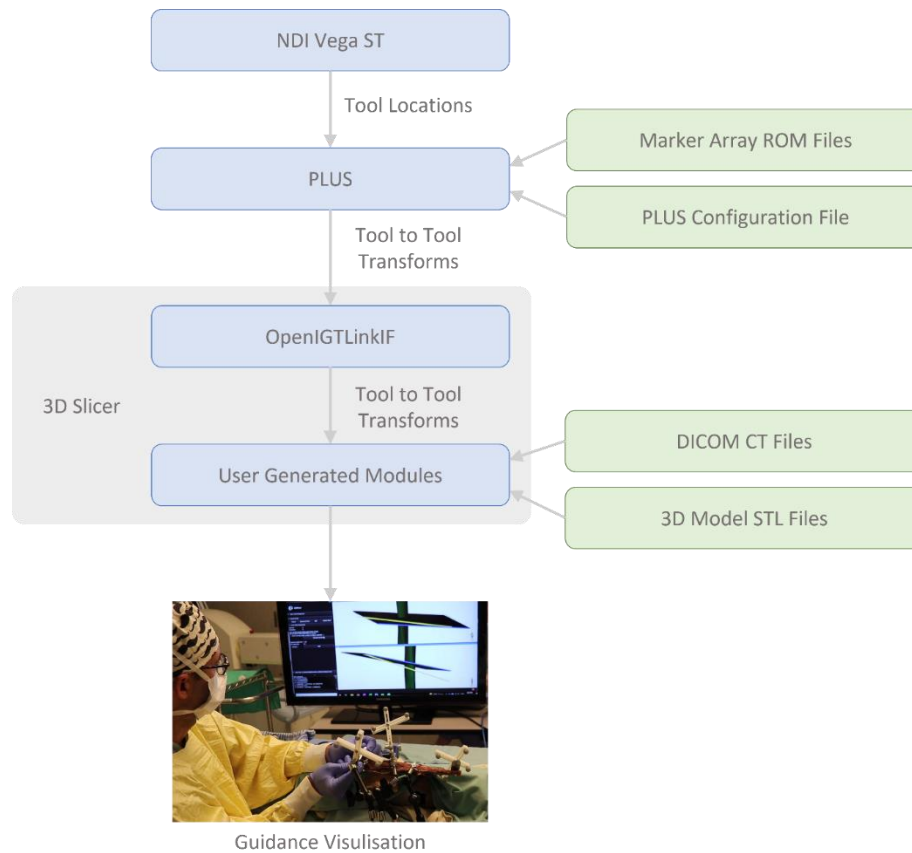 NDI Vega ST
Tool Locations
Marker Array ROM Files
PLUS
PLUS Configuration File
Tool to Tool
Transforms
OpenIGTLinkIF
3D Slicer
Tool to Tool
Transforms
DICOM CT Files
User Generated Modules
3D Model STL Files
Guidance Visulisation